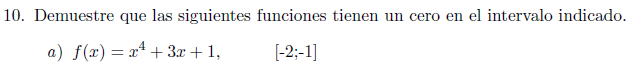 10. Demuestre que las siguientes funciones tienen un cero en el intervalo indicado.
a) f(x) = x⁴ + 3x + 1, [-2;-1]